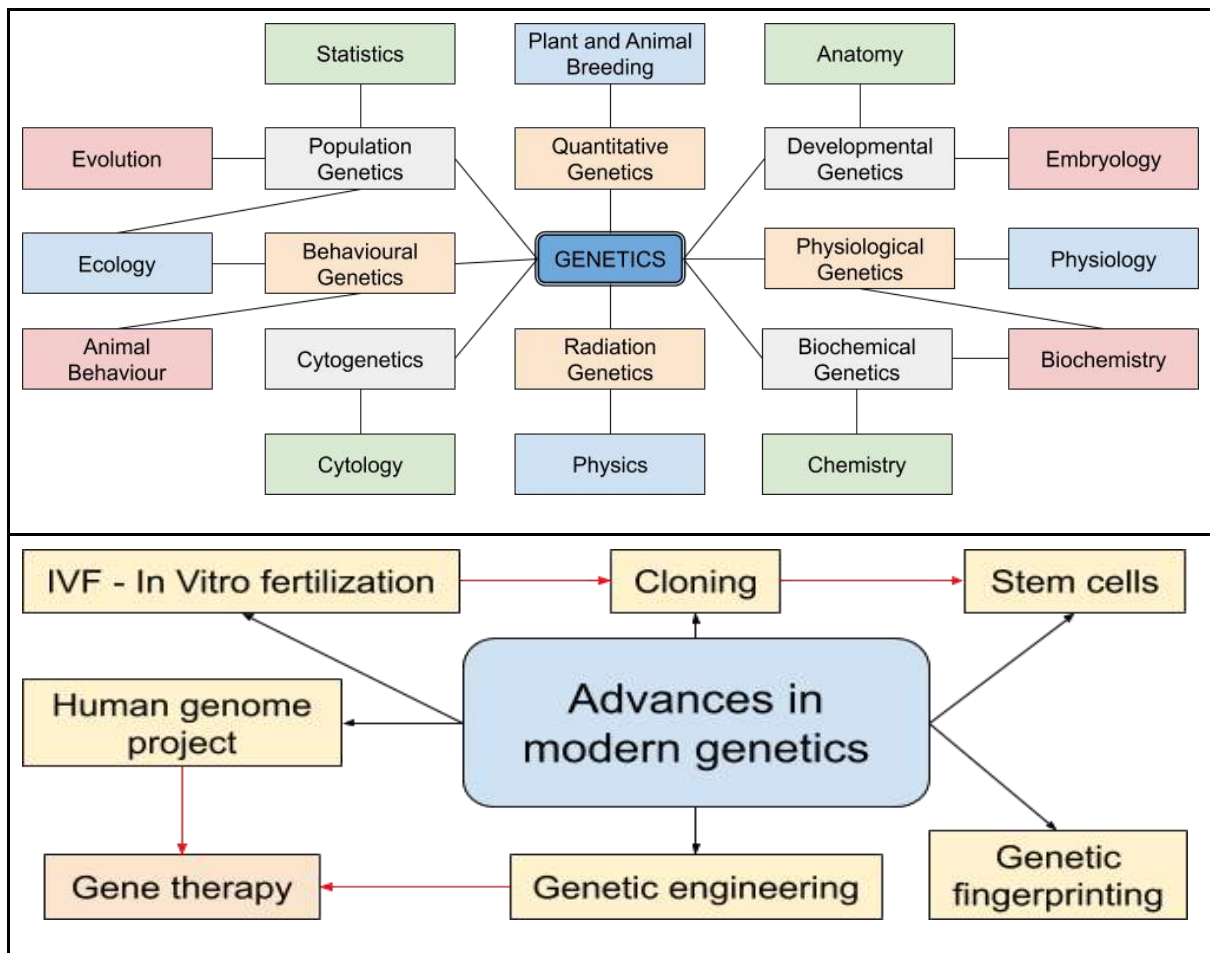 Statistics
Plant and Animal
Breeding
Anatomy
Evolution
Population
Genetics
Quantitative
Genetics
Developmental
Genetics
Embryology
Ecology
Behavioural
Genetics
GENETICS
Physiological
Genetics
Physiology
Animal
Behaviour
Cytogenetics
Radiation
Genetics
Biochemical
Genetics
Biochemistry
Cytology
Physics
Chemistry
IVF - In Vitro fertilization
Cloning
Stem cells
Human genome
project
Advances in
modern genetics
Gene therapy
Genetic engineering
Genetic
fingerprinting